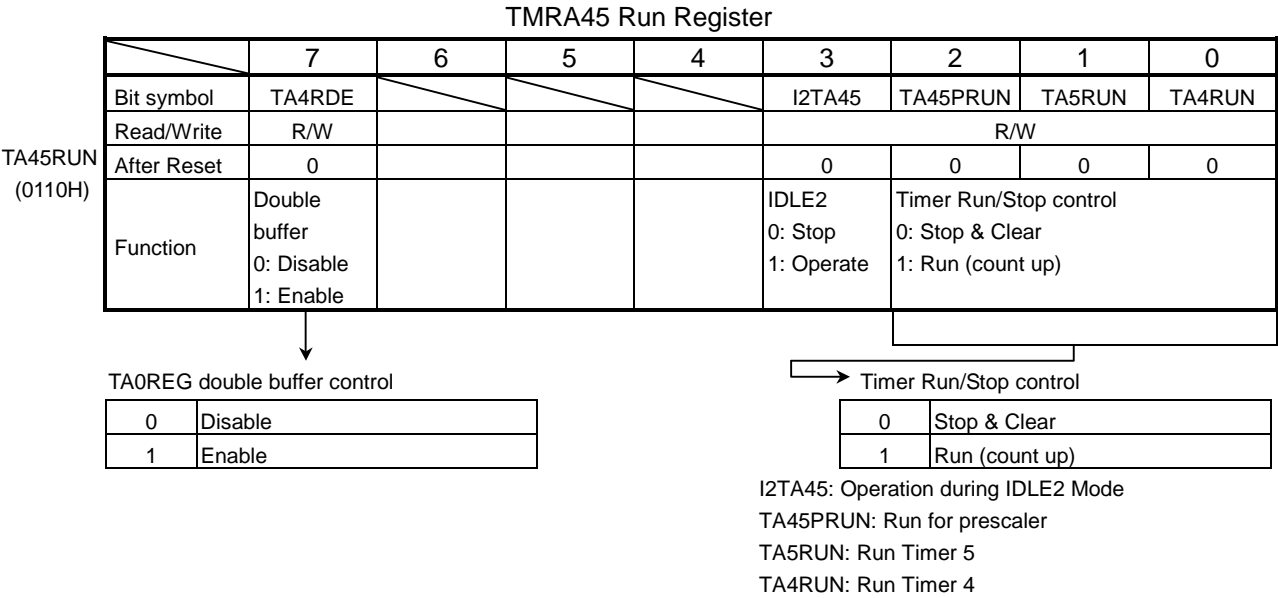 TMRA45 Run Register
7 6 5 4 3 2 1 0
Bit symbol TA4RDE I2TA45 TA45PRUN TA5RUN TA4RUN
Read/Write R/W R/W
TA45RUN
(0110H)
After Reset 0 0 0 0 0
Function
Double
buffer
0: Disable
1: Enable
IDLE2
0: Stop
1: Operate
Timer Run/Stop control
0: Stop & Clear
1: Run (count up)
TA0REG double buffer control
0 Disable
1 Enable
Timer Run/Stop control
0 Stop & Clear
1 Run (count up)
I2TA45: Operation during IDLE2 Mode
TA45PRUN: Run for prescaler
TA5RUN: Run Timer 5
TA4RUN: Run Timer 4